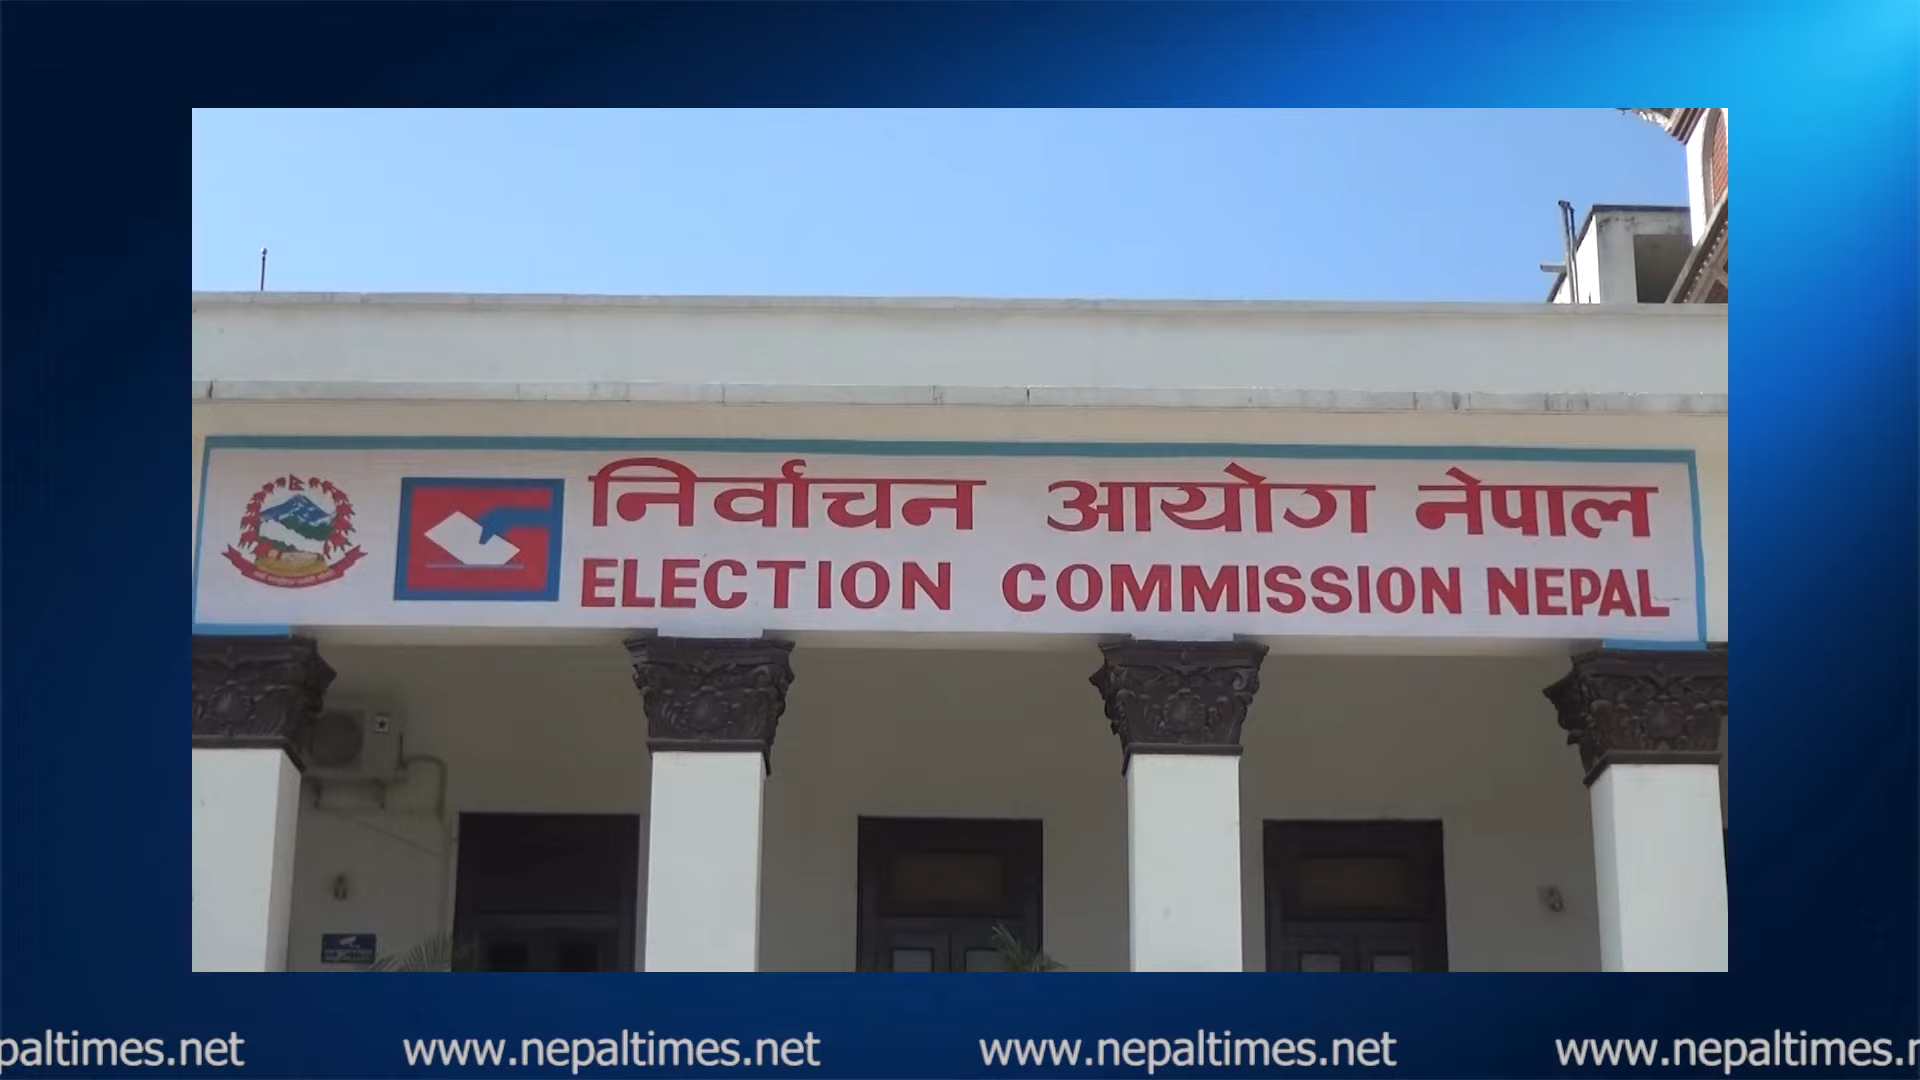 निर्वाचन आयोग नेपाल
ELECTION COMMISSION NEPAL
paltimes.net www.nepaltimes.net www.nepaltimes.net www.nepaltimes.n